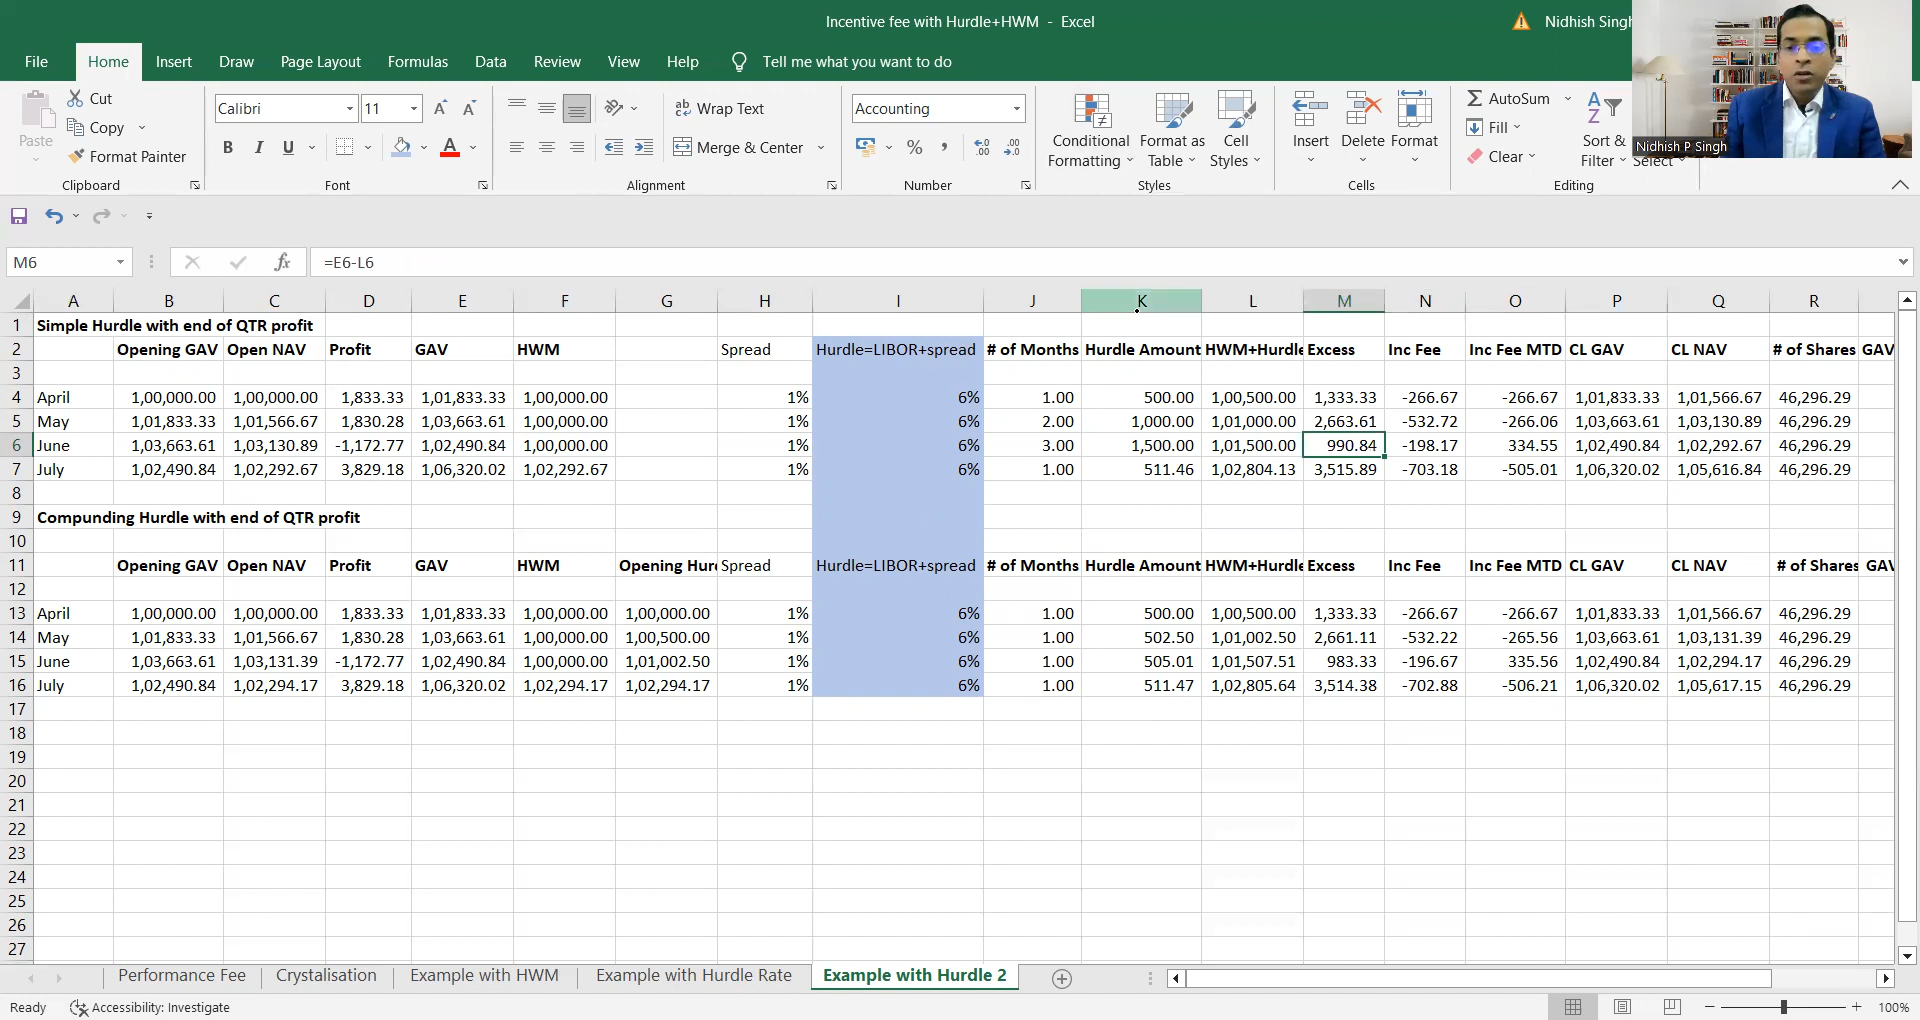 Incentive fee with Hurdle+HWM - Excel
Nidhish Singh
File Home Insert Draw Page Layout Formulas Data Review View Help Tell me what you want to do
Paste
Cut
Copy
Format Painter
Clipboard
Calibri 11
B I U
Font
Wrap Text
Merge & Center
Alignment
Accounting
Number
Conditional Formatting
Format as Table
Cell Styles
Styles
Insert Delete Format
Cells
AutoSum
Fill
Clear
Sort & Filter
Select
Editing
Nidhish P Singh
M6 fx =E6-L6
A B C D E F G H I J K L M N O P Q R
1 Simple Hurdle with end of QTR profit
2 Opening GAV Open NAV Profit GAV HWM Spread Hurdle=LIBOR+spread # of Months Hurdle Amount HWM+Hurdle Excess Inc Fee Inc Fee MTD CL GAV CL NAV # of Shares GAV
3
4 April 1,00,000.00 1,00,000.00 1,833.33 1,01,833.33 1,00,000.00 1% 6% 1.00 500.00 1,00,500.00 1,333.33 -266.67 -266.67 1,01,833.33 1,01,566.67 46,296.29
5 May 1,01,833.33 1,01,566.67 1,830.28 1,03,663.61 1,00,000.00 1% 6% 2.00 1,000.00 1,01,000.00 2,663.61 -532.72 -266.06 1,03,663.61 1,03,130.89 46,296.29
6 June 1,03,663.61 1,03,130.89 -1,172.77 1,02,490.84 1,00,000.00 1% 6% 3.00 1,500.00 1,01,500.00 990.84 -198.17 334.55 1,02,490.84 1,02,292.67 46,296.29
7 July 1,02,490.84 1,02,292.67 3,829.18 1,06,320.02 1,02,292.67 1% 6% 1.00 511.46 1,02,804.13 3,515.89 -703.18 -505.01 1,06,320.02 1,05,616.84 46,296.29
8
9 Compunding Hurdle with end of QTR profit
10
11 Opening GAV Open NAV Profit GAV HWM Opening Hur Spread Hurdle=LIBOR+spread # of Months Hurdle Amount HWM+Hurdle Excess Inc Fee Inc Fee MTD CL GAV CL NAV # of Shares GAV
12
13 April 1,00,000.00 1,00,000.00 1,833.33 1,01,833.33 1,00,000.00 1,00,000.00 1% 6% 1.00 500.00 1,00,500.00 1,333.33 -266.67 -266.67 1,01,833.33 1,01,566.67 46,296.29
14 May 1,01,833.33 1,01,566.67 1,830.28 1,03,663.61 1,00,000.00 1,00,500.00 1% 6% 1.00 502.50 1,01,002.50 2,661.11 -532.22 -265.56 1,03,663.61 1,03,131.39 46,296.29
15 June 1,03,663.61 1,03,131.39 -1,172.77 1,02,490.84 1,00,000.00 1,01,002.50 1% 6% 1.00 505.01 1,01,507.51 983.33 -196.67 335.56 1,02,490.84 1,02,294.17 46,296.29
16 July 1,02,490.84 1,02,294.17 3,829.18 1,06,320.02 1,02,294.17 1,02,294.17 1% 6% 1.00 511.47 1,02,805.64 3,514.38 -702.88 -506.21 1,06,320.02 1,05,617.15 46,296.29
17
18
19
20
21
22
23
24
25
26
27
Performance Fee Crystalisation Example with HWM Example with Hurdle Rate Example with Hurdle 2
Ready Accessibility: Investigate 100%